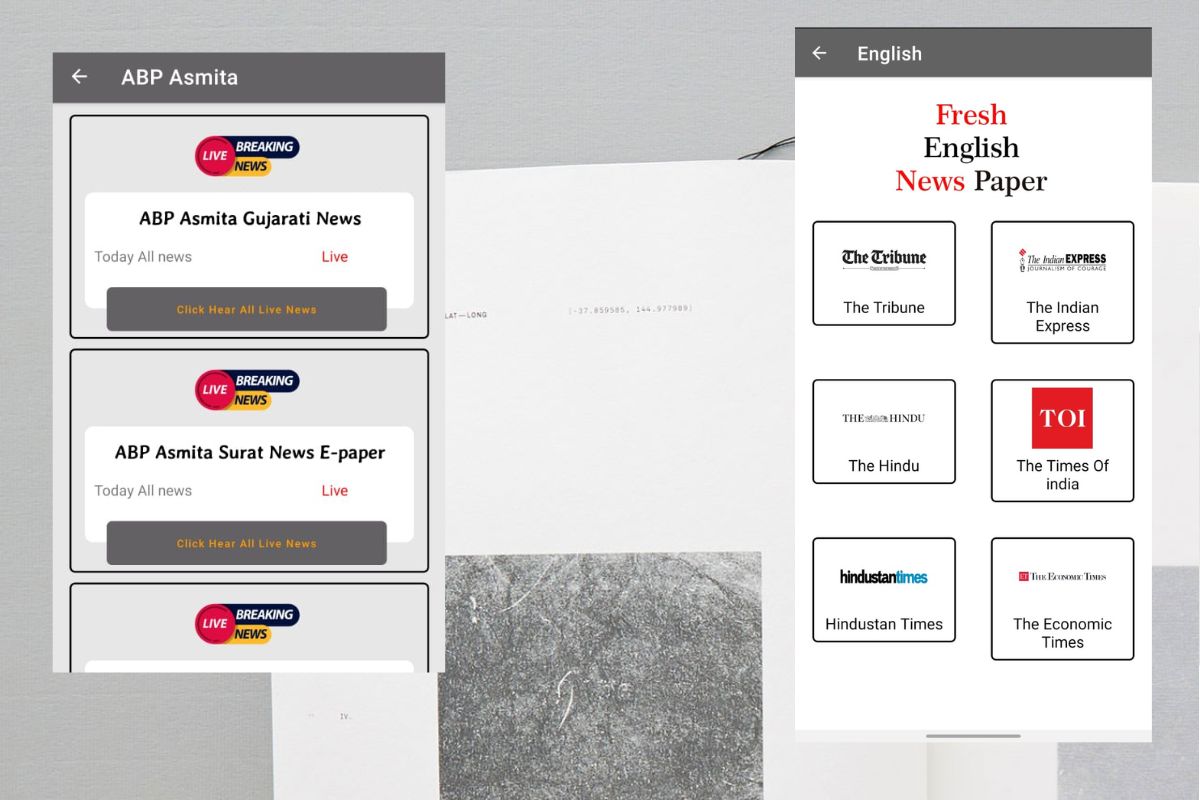 ABP Asmita
LIVE BREAKING
NEWS
ABP Asmita Gujarati News
Today All news Live
Click Hear All Live News
LIVE BREAKING
NEWS
ABP Asmita Surat News E-paper
Today All news Live
Click Hear All Live News
LIVE BREAKING
NEWS
LAT—LONG (-37.859585, 144.977989)
IV.
English
Fresh
English
News Paper
The Tribune
The Tribune
The Indian EXPRESS
JOURNALISM OF COURAGE
The Indian
Express
THE HINDU
The Hindu
TOI
The Times Of
india
hindustantimes
Hindustan Times
ET THE ECONOMIC TIMES
The Economic
Times